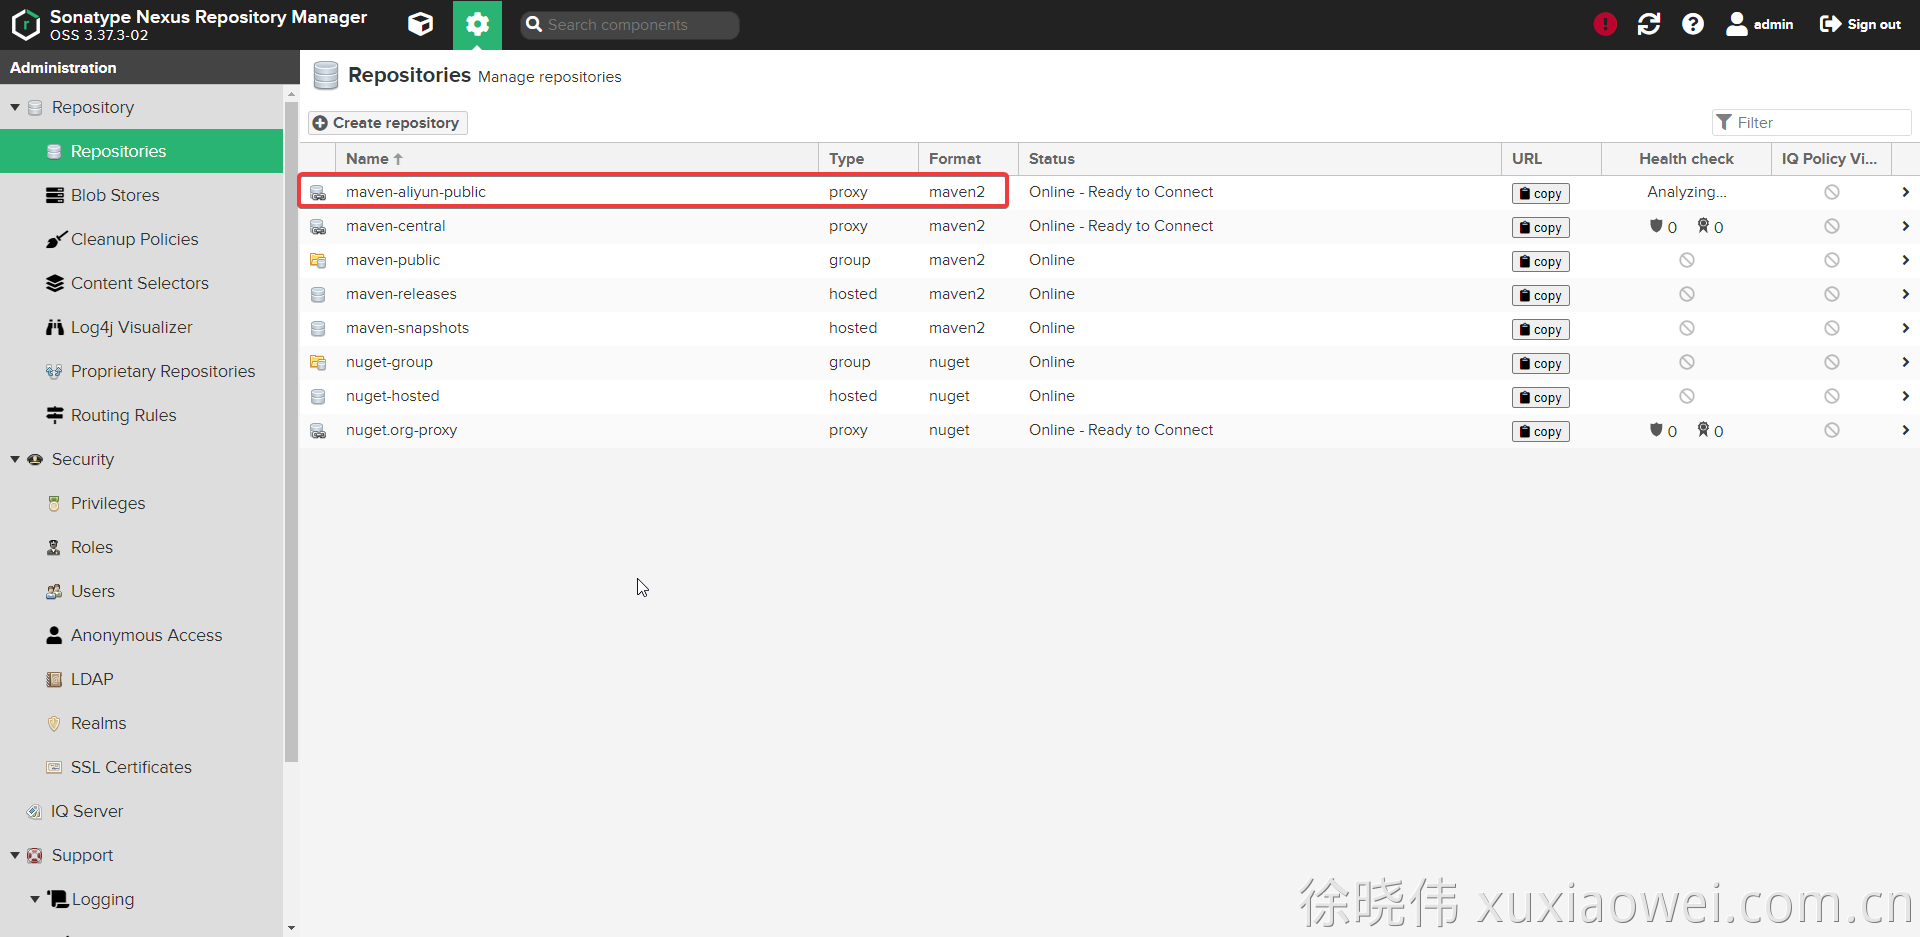 Sonatype Nexus Repository Manager
OSS 3.37.3-02
Search components
admin
Sign out
Administration
Repository
Repositories
Blob Stores
Cleanup Policies
Content Selectors
Log4j Visualizer
Proprietary Repositories
Routing Rules
Security
Privileges
Roles
Users
Anonymous Access
LDAP
Realms
SSL Certificates
IQ Server
Support
Logging
Repositories Manage repositories
Create repository
Filter
Name Type Format Status URL Health check IQ Policy Vi...
maven-aliyun-public proxy maven2 Online - Ready to Connect copy Analyzing...
maven-central proxy maven2 Online - Ready to Connect copy 0 0
maven-public group maven2 Online copy
maven-releases hosted maven2 Online copy
maven-snapshots hosted maven2 Online copy
nuget-group group nuget Online copy
nuget-hosted hosted nuget Online copy
nuget.org-proxy proxy nuget Online - Ready to Connect copy 0 0
徐晓伟 xuxiaowei.com.cn